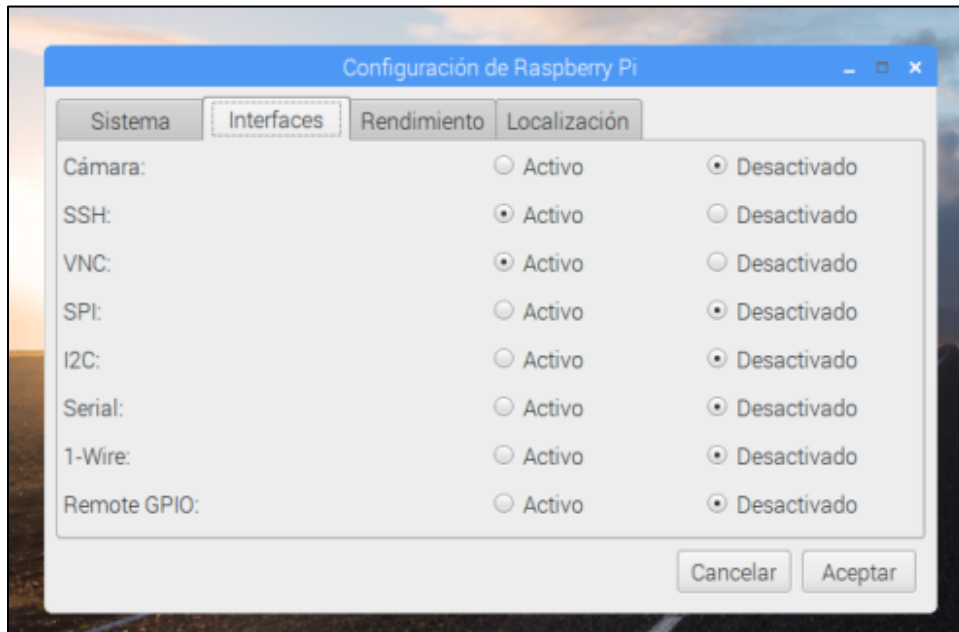 Configuración de Raspberry Pi
Sistema Interfaces Rendimiento Localización
Cámara: Activo Desactivado
SSH: Activo Desactivado
VNC: Activo Desactivado
SPI: Activo Desactivado
I2C: Activo Desactivado
Serial: Activo Desactivado
1-Wire: Activo Desactivado
Remote GPIO: Activo Desactivado
Cancelar Aceptar